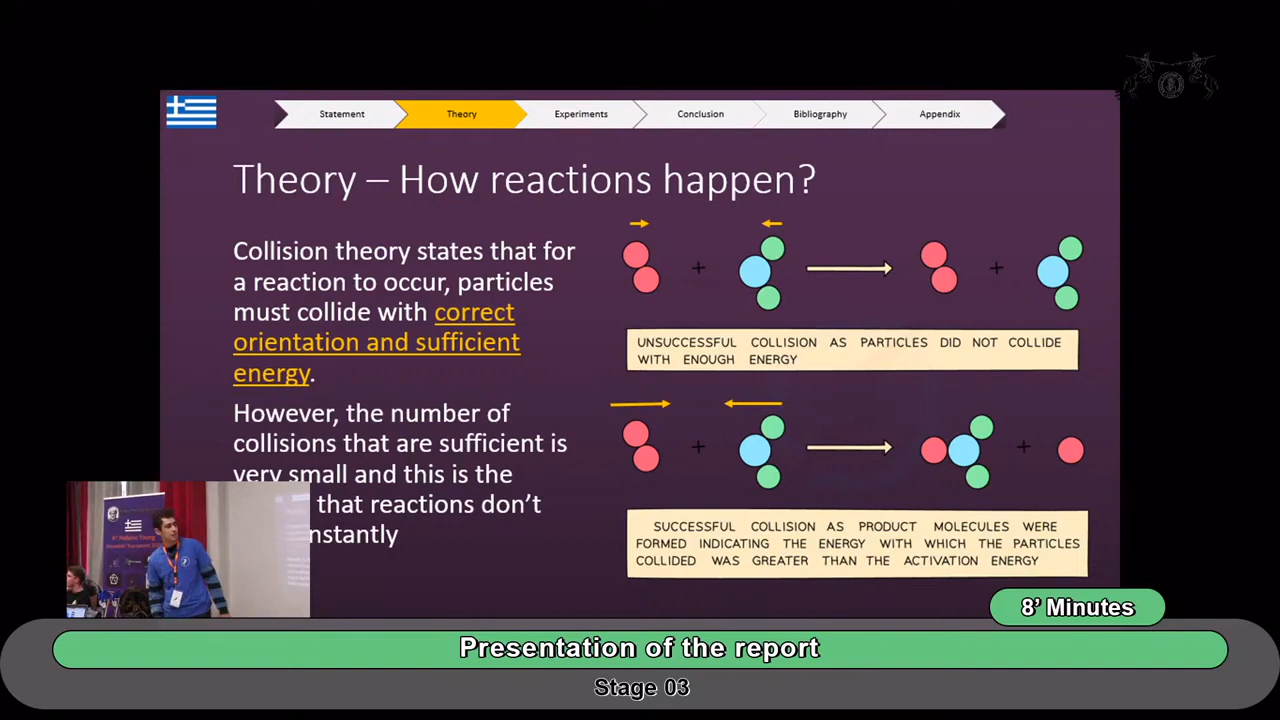 Statement
Theory
Experiments
Conclusion
Bibliography
Appendix
Theory – How reactions happen?
Collision theory states that for
a reaction to occur, particles
must collide with correct
orientation and sufficient
energy.
However, the number of
collisions that are sufficient is
very small and this is the
that reactions don't
nstantly
+
+
UNSUCCESSFUL COLLISION AS PARTICLES DID NOT COLLIDE
WITH ENOUGH ENERGY
+
+
SUCCESSFUL COLLISION AS PRODUCT MOLECULES WERE
FORMED INDICATING THE ENERGY WITH WHICH THE PARTICLES
COLLIDED WAS GREATER THAN THE ACTIVATION ENERGY
8' Minutes
Presentation of the report
Stage 03